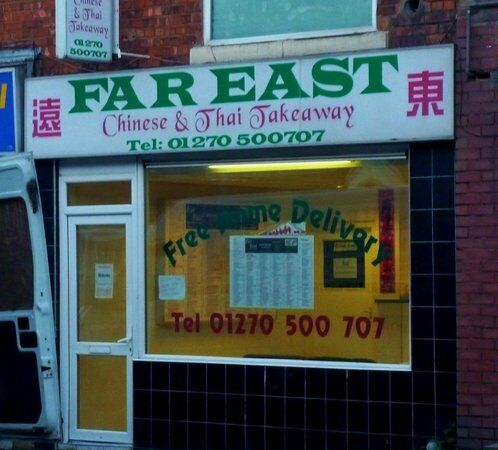 Chinese
& Thai
Takeaway
01270
500707
遠 FAR EAST 東
Chinese & Thai Takeaway
Tel: 01270 500707
Free Home Delivery
Tel 01270 500 707